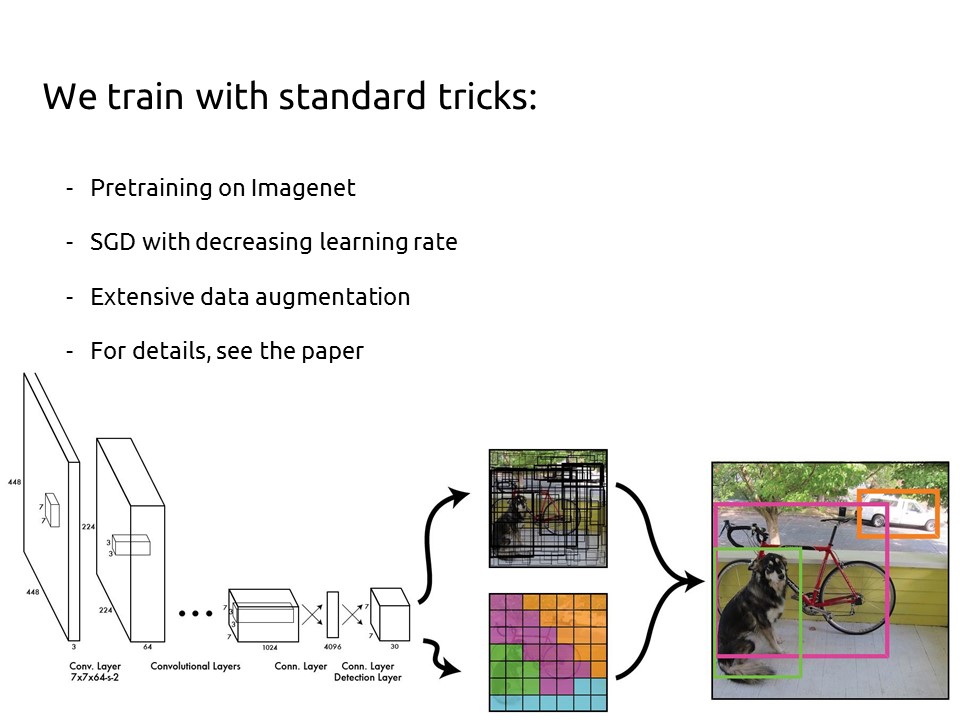 We train with standard tricks:
- Pretraining on Imagenet
- SGD with decreasing learning rate
- Extensive data augmentation
- For details, see the paper
448
7
7
448
3
224
3
3
224
64
7
3
3
7
1024
4096
7
7
30
Conv. Layer
7x7x64-s-2
Convolutional Layers
Conn. Layer
Conn. Layer
Detection Layer